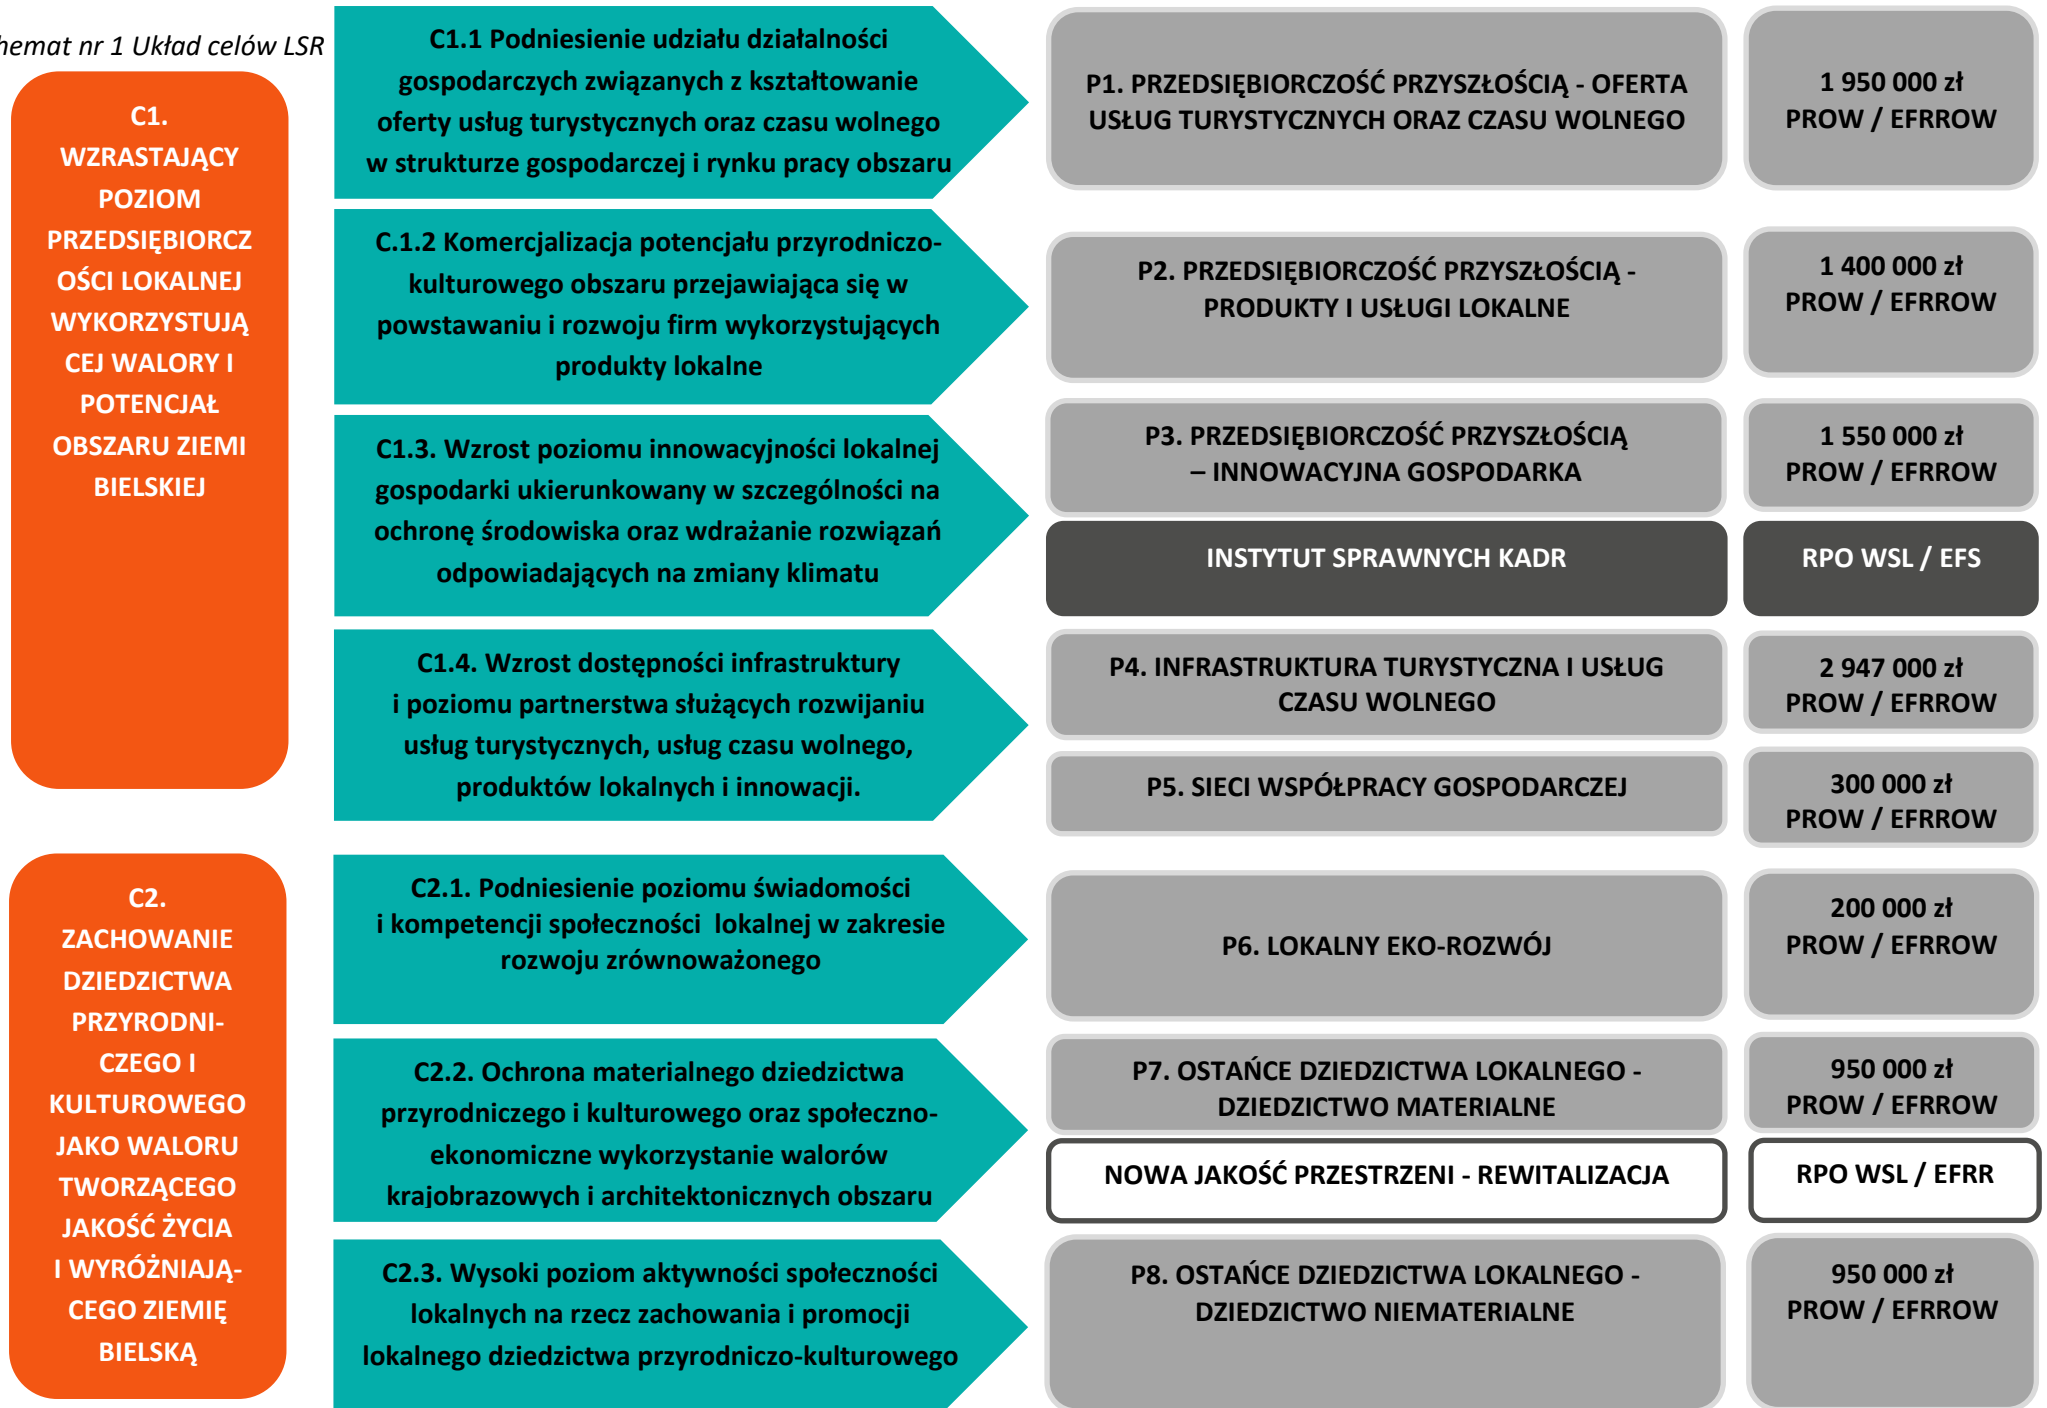 hemat nr 1 Układ celów LSR
C1.
WZRASTAJĄCY
POZIOM
PRZEDSIĘBIORCZ
OŚCI LOKALNEJ
WYKORZYSTUJĄ
CEJ WALORY I
POTENCJAŁ
OBSZARU ZIEMI
BIELSKIEJ
C1.1 Podniesienie udziału działalności
gospodarczych związanych z kształtowanie
oferty usług turystycznych oraz czasu wolnego
w strukturze gospodarczej i rynku pracy obszaru
P1. PRZEDSIĘBIORCZOŚĆ PRZYSZŁOŚCIĄ - OFERTA
USŁUG TURYSTYCZNYCH ORAZ CZASU WOLNEGO
1 950 000 zł
PROW / EFRROW
C.1.2 Komercjalizacja potencjału przyrodniczo-
kulturowego obszaru przejawiająca się w
powstawaniu i rozwoju firm wykorzystujących
produkty lokalne
P2. PRZEDSIĘBIORCZOŚĆ PRZYSZŁOŚCIĄ -
PRODUKTY I USŁUGI LOKALNE
1 400 000 zł
PROW / EFRROW
C1.3. Wzrost poziomu innowacyjności lokalnej
gospodarki ukierunkowany w szczególności na
ochronę środowiska oraz wdrażanie rozwiązań
odpowiadających na zmiany klimatu
P3. PRZEDSIĘBIORCZOŚĆ PRZYSZŁOŚCIĄ
– INNOWACYJNA GOSPODARKA
1 550 000 zł
PROW / EFRROW
INSTYTUT SPRAWNYCH KADR
RPO WSL / EFS
C1.4. Wzrost dostępności infrastruktury
i poziomu partnerstwa służących rozwijaniu
usług turystycznych, usług czasu wolnego,
produktów lokalnych i innowacji.
P4. INFRASTRUKTURA TURYSTYCZNA I USŁUG
CZASU WOLNEGO
2 947 000 zł
PROW / EFRROW
P5. SIECI WSPÓŁPRACY GOSPODARCZEJ
300 000 zł
PROW / EFRROW
C2.
ZACHOWANIE
DZIEDZICTWA
PRZYRODNI-
CZEGO I
KULTUROWEGO
JAKO WALORU
TWORZĄCEGO
JAKOŚĆ ŻYCIA
I WYRÓŻNIAJĄ-
CEGO ZIEMIĘ
BIELSKĄ
C2.1. Podniesienie poziomu świadomości
i kompetencji społeczności lokalnej w zakresie
rozwoju zrównoważonego
P6. LOKALNY EKO-ROZWÓJ
200 000 zł
PROW / EFRROW
C2.2. Ochrona materialnego dziedzictwa
przyrodniczego i kulturowego oraz społeczno-
ekonomiczne wykorzystanie walorów
krajobrazowych i architektonicznych obszaru
P7. OSTAŃCE DZIEDZICTWA LOKALNEGO -
DZIEDZICTWO MATERIALNE
950 000 zł
PROW / EFRROW
NOWA JAKOŚĆ PRZESTRZENI - REWITALIZACJA
RPO WSL / EFRR
C2.3. Wysoki poziom aktywności społeczności
lokalnych na rzecz zachowania i promocji
lokalnego dziedzictwa przyrodniczo-kulturowego
P8. OSTAŃCE DZIEDZICTWA LOKALNEGO -
DZIEDZICTWO NIEMATERIALNE
950 000 zł
PROW / EFRROW